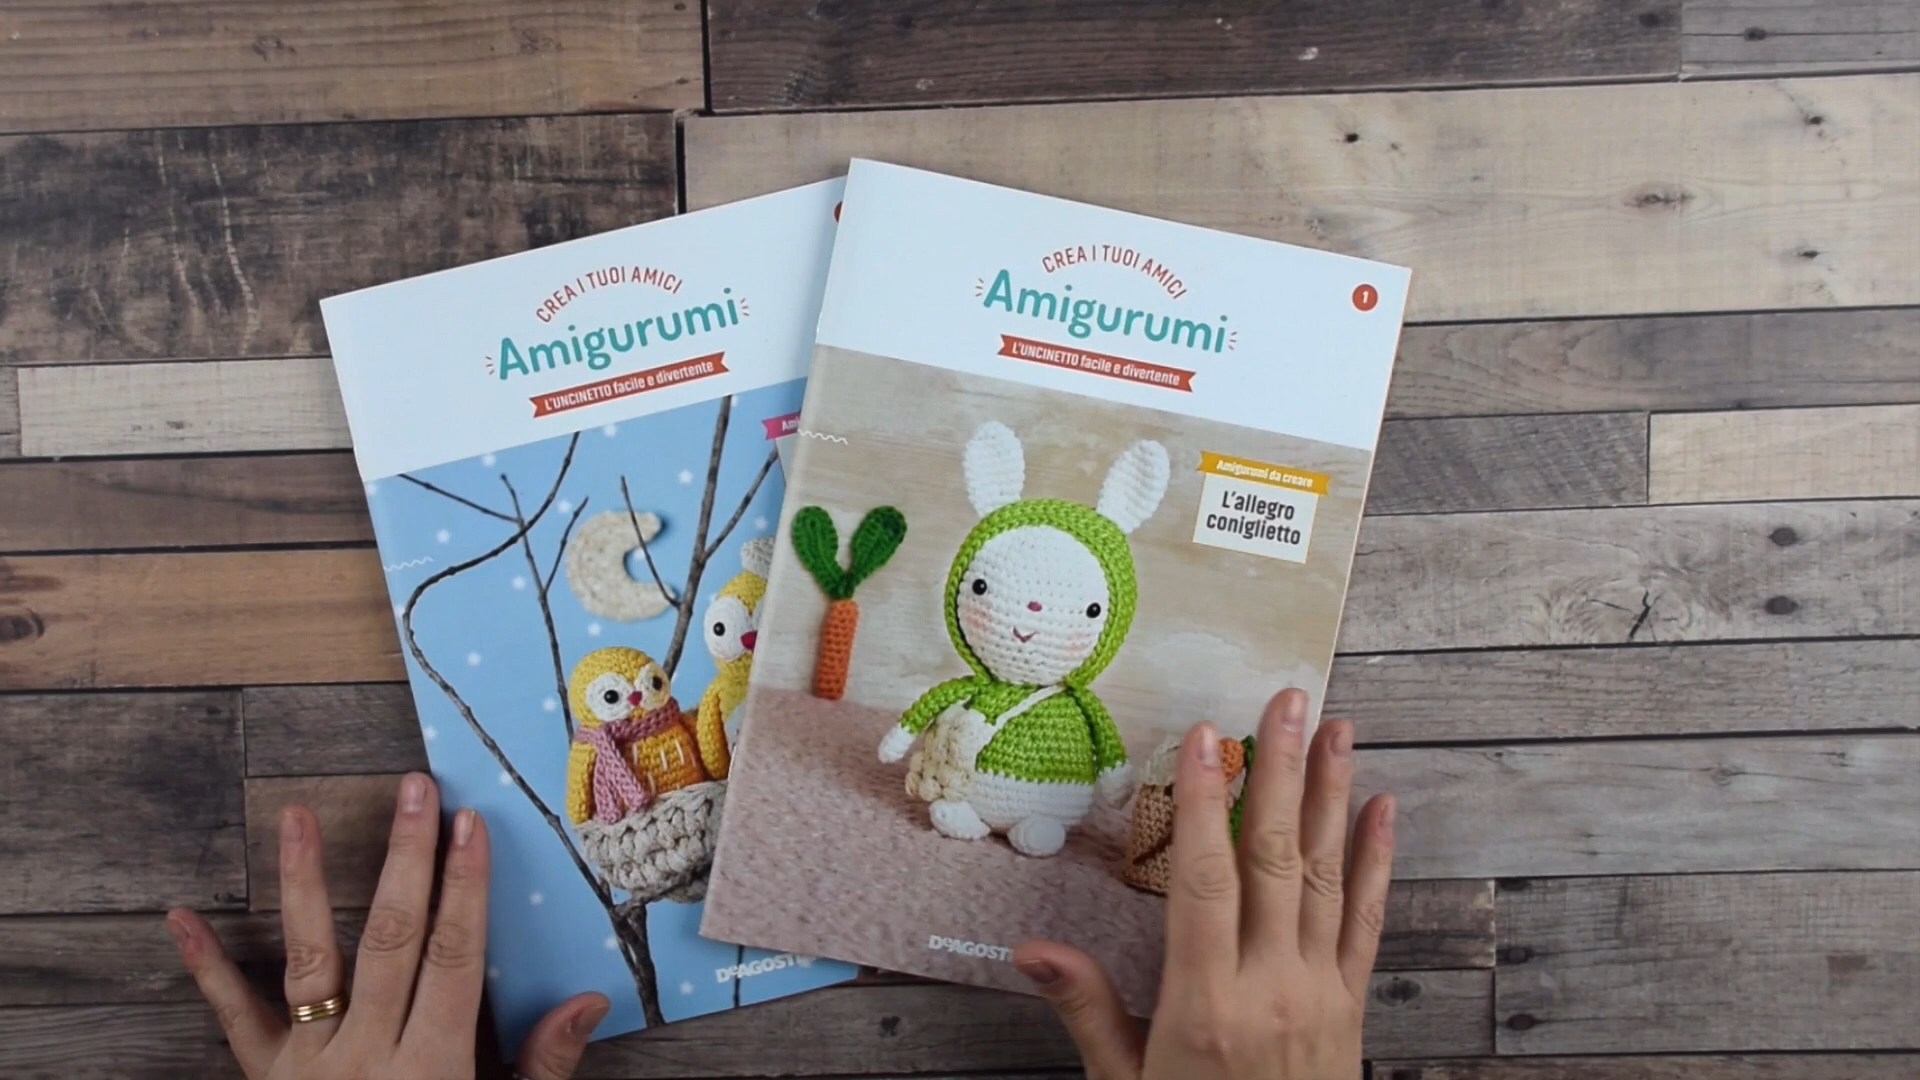 CREA I TUOI AMICI
Amigurumi
L'UNCINETTO facile e divertente
CREA I TUOI AMICI
Amigurumi
L'UNCINETTO facile e divertente
1
Amigurumi da creare
L'allegro
coniglietto